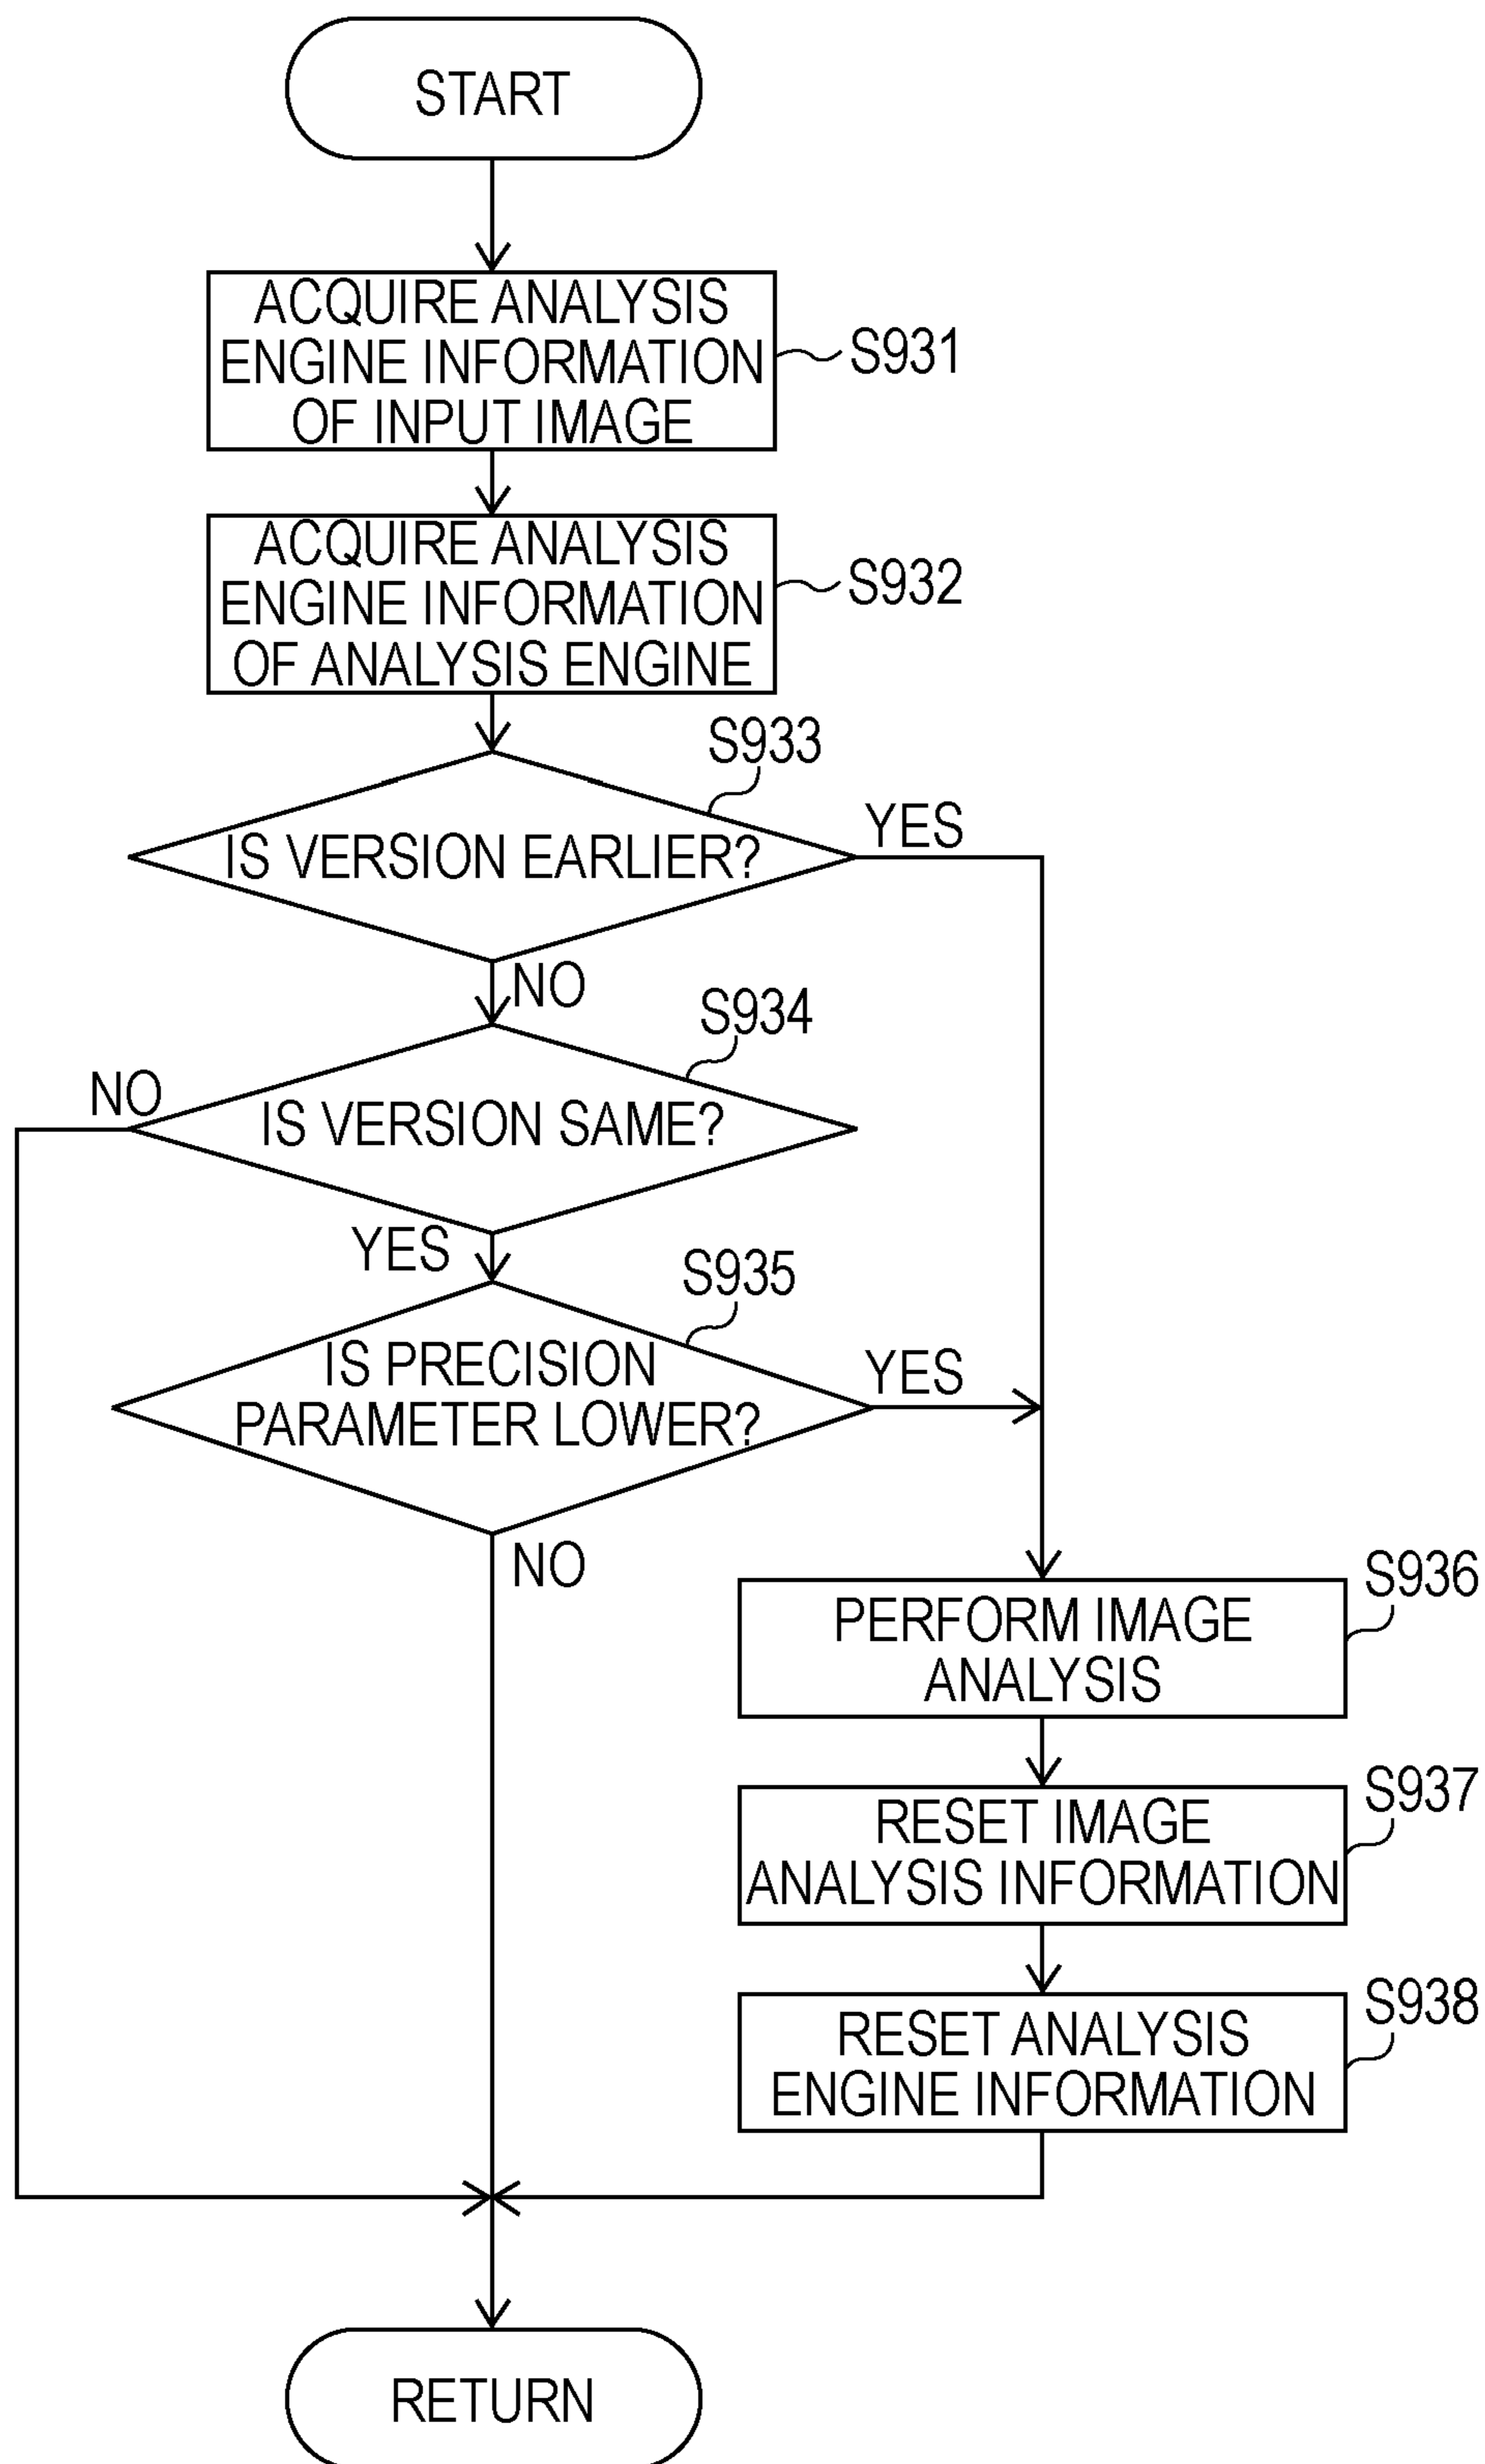 START
ACQUIRE ANALYSIS
ENGINE INFORMATION
OF INPUT IMAGE
S931
ACQUIRE ANALYSIS
ENGINE INFORMATION
OF ANALYSIS ENGINE
S932
S933
IS VERSION EARLIER?
YES
NO
S934
NO
IS VERSION SAME?
YES
S935
IS PRECISION
PARAMETER LOWER?
YES
NO
S936
PERFORM IMAGE
ANALYSIS
S937
RESET IMAGE
ANALYSIS INFORMATION
S938
RESET ANALYSIS
ENGINE INFORMATION
RETURN